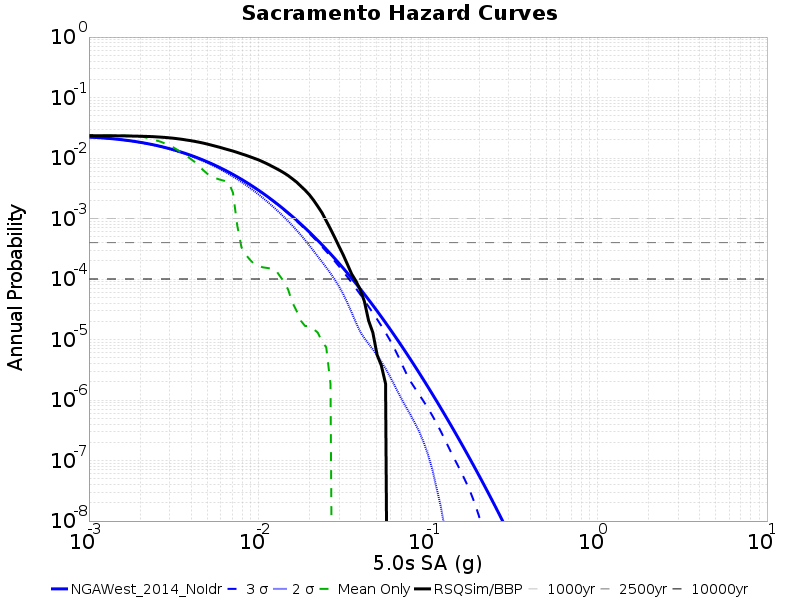 Sacramento Hazard Curves
10^0
10^-1
10^-2
10^-3
10^-4
10^-5
10^-6
10^-7
10^-8
Annual Probability
10^-3 10^-2 10^-1 10^0 10^1
5.0s SA (g)
NGAWest_2014_NoIdr 3 σ 2 σ Mean Only RSQSim/BBP 1000yr 2500yr 10000yr